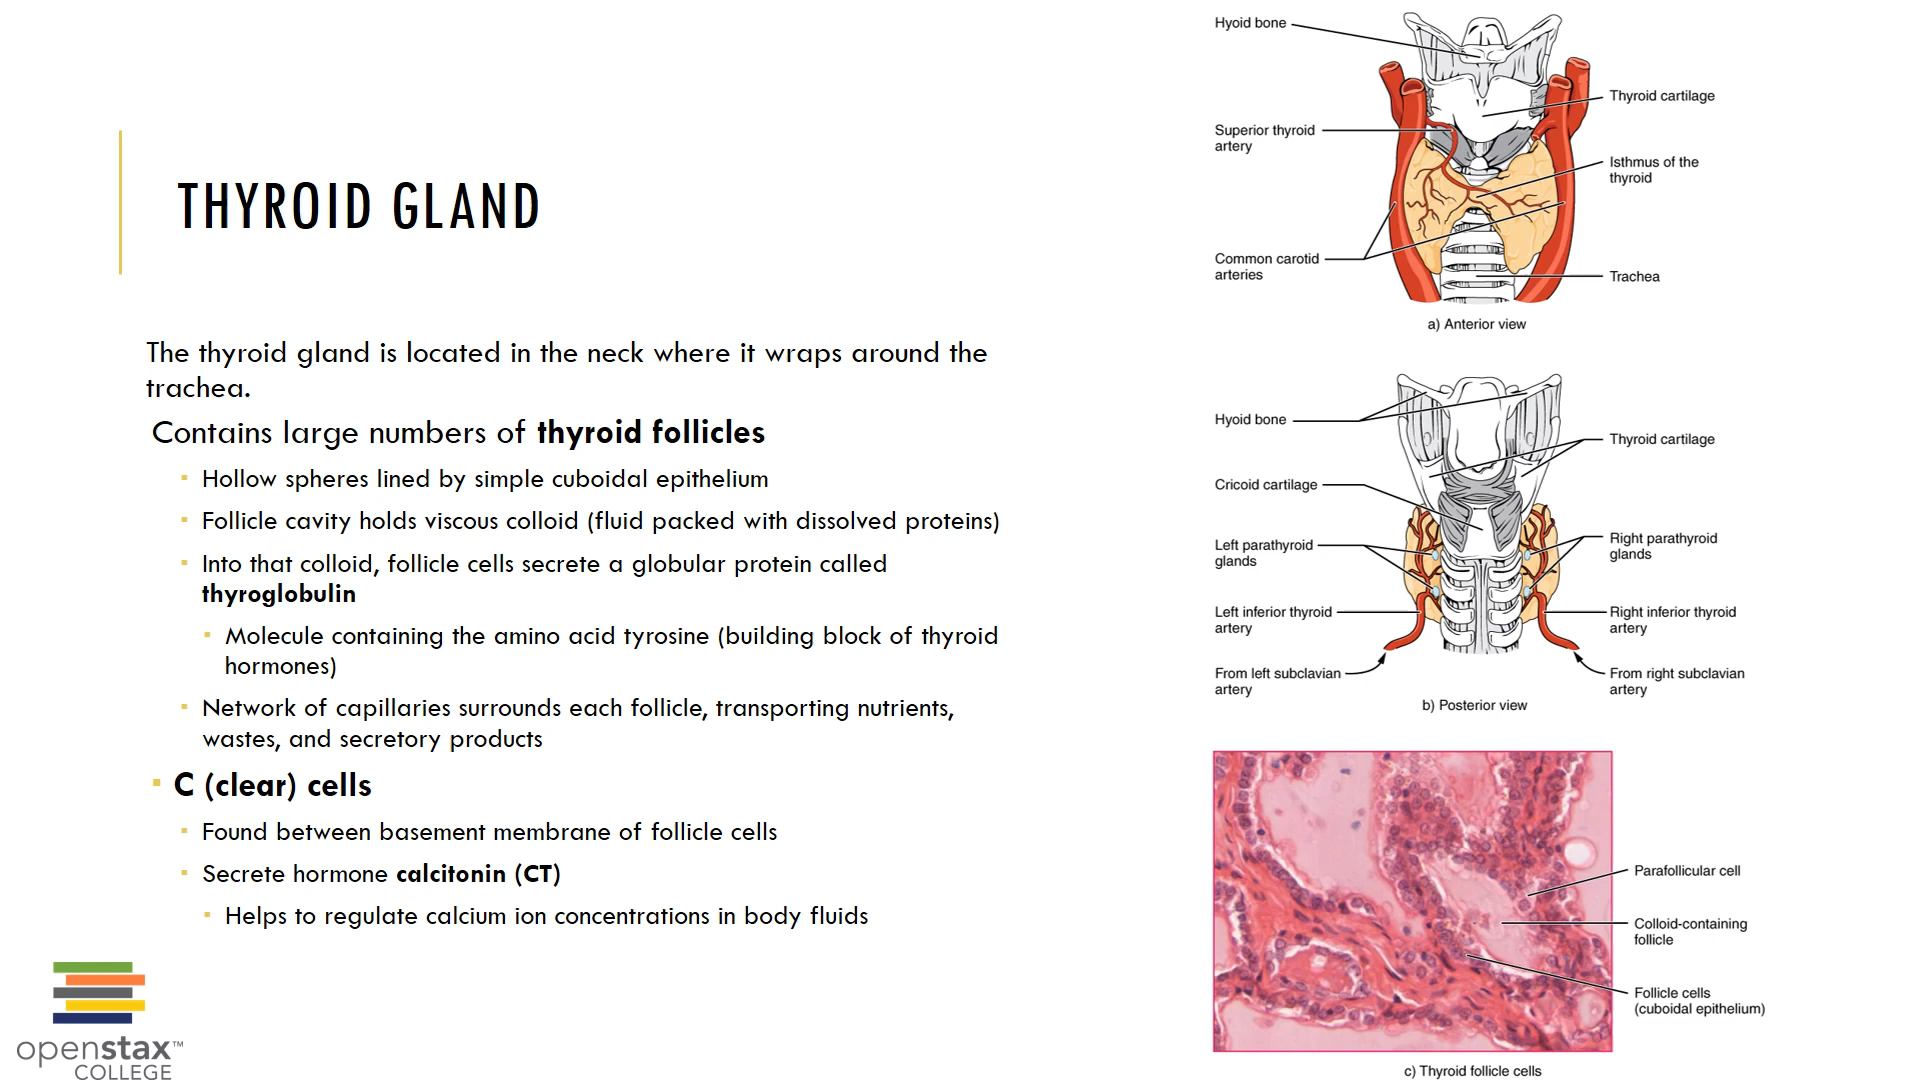 THYROID GLAND
The thyroid gland is located in the neck where it wraps around the
trachea.
Contains large numbers of thyroid follicles
Hollow spheres lined by simple cuboidal epithelium
Follicle cavity holds viscous colloid (fluid packed with dissolved proteins)
Into that colloid, follicle cells secrete a globular protein called
thyroglobulin
Molecule containing the amino acid tyrosine (building block of thyroid
hormones)
Network of capillaries surrounds each follicle, transporting nutrients,
wastes, and secretory products
C (clear) cells
Found between basement membrane of follicle cells
Secrete hormone calcitonin (CT)
Helps to regulate calcium ion concentrations in body fluids
openstax™
COLLEGE
Hyoid bone
Thyroid cartilage
Superior thyroid
artery
Isthmus of the
thyroid
Common carotid
arteries
Trachea
a) Anterior view
Hyoid bone
Thyroid cartilage
Cricoid cartilage
Left parathyroid
glands
Right parathyroid
glands
Left inferior thyroid
artery
Right inferior thyroid
artery
From left subclavian
artery
From right subclavian
artery
b) Posterior view
Parafollicular cell
Colloid-containing
follicle
Follicle cells
(cuboidal epithelium)
c) Thyroid follicle cells